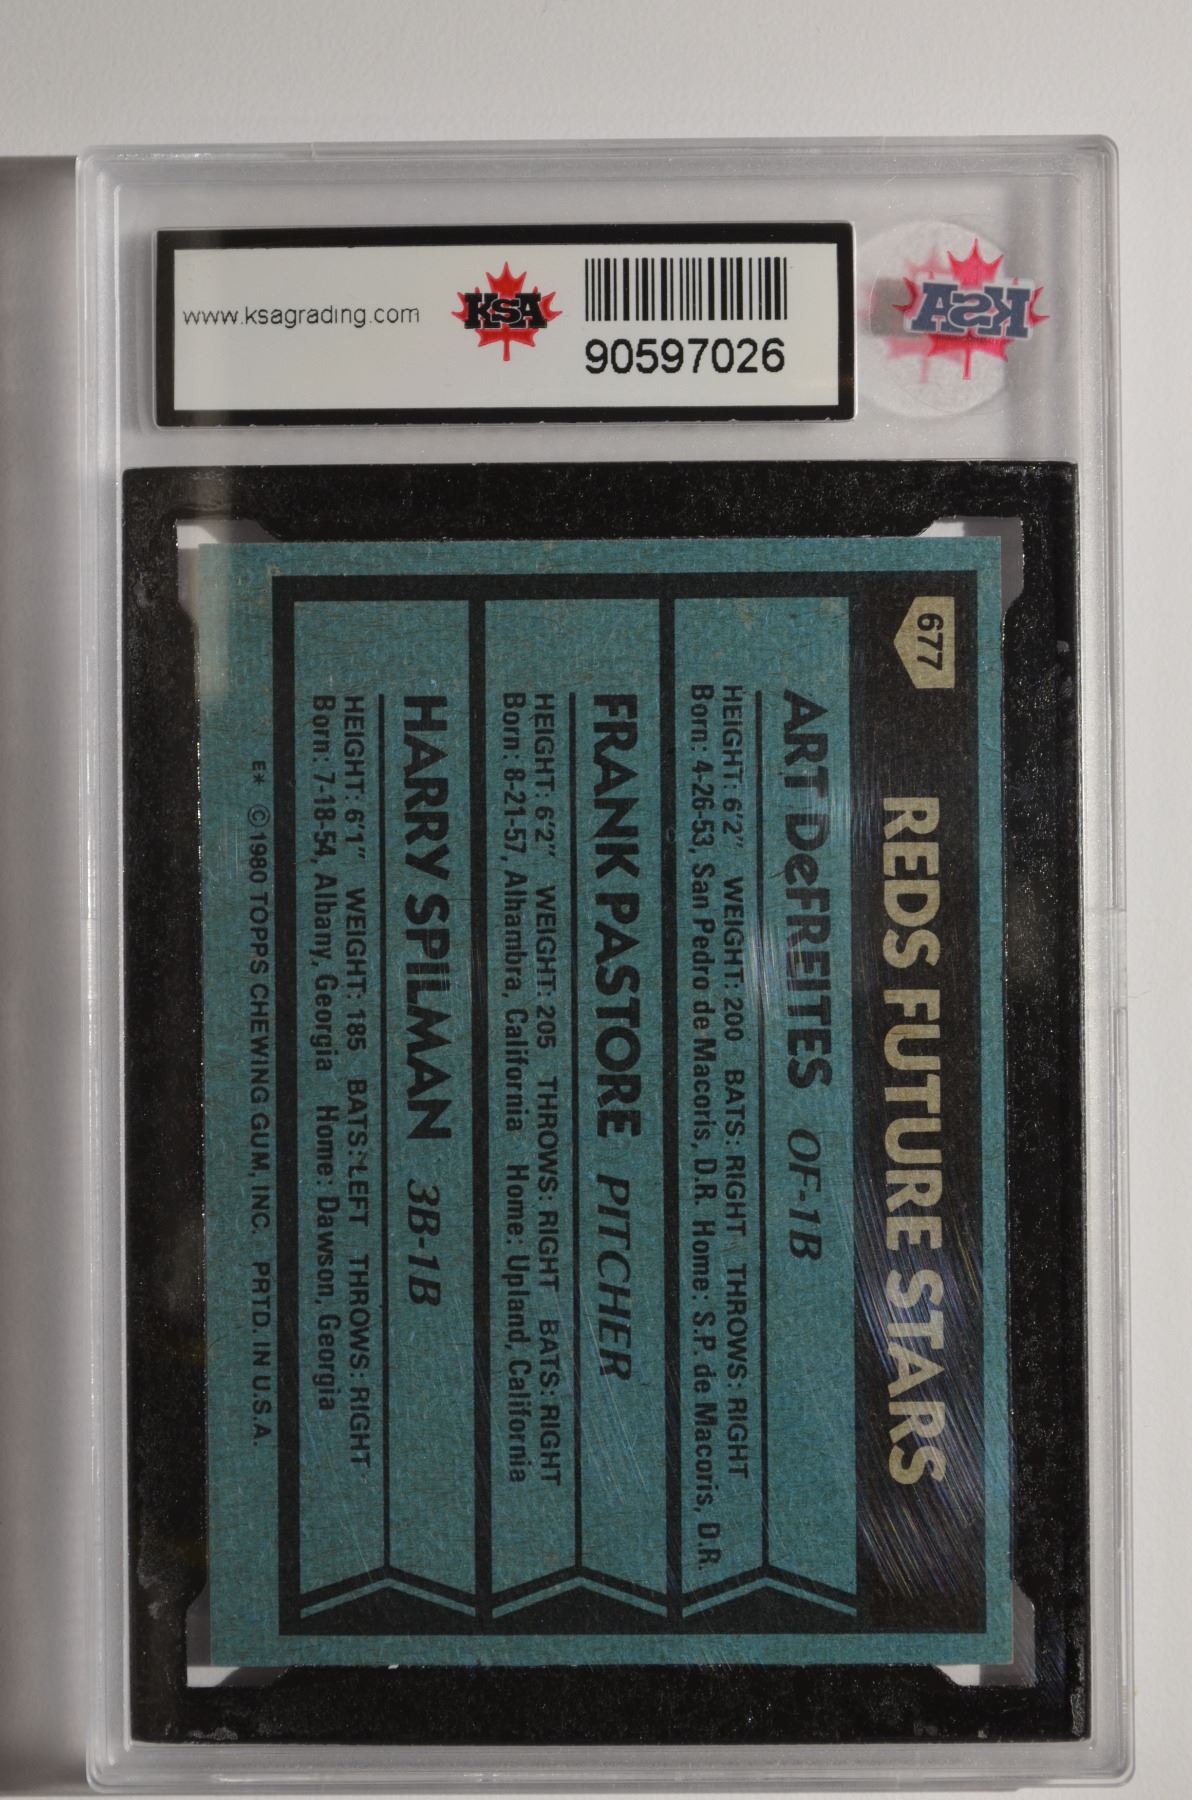 www.ksagrading.com
KSA
90597026
KSA
677
REDS FUTURE STARS
ART DeFREITES OF-1B
HEIGHT: 6'2" WEIGHT: 200 BATS: RIGHT THROWS: RIGHT
Born: 4-26-53, San Pedro de Macoris, D.R. Home: S.P. de Macoris, D.R.
FRANK PASTORE PITCHER
HEIGHT: 6'2" WEIGHT: 205 THROWS: RIGHT BATS: RIGHT
Born: 8-21-57, Alhambra, California Home: Upland, California
HARRY SPILMAN 3B-1B
HEIGHT: 6'1" WEIGHT: 185 BATS: LEFT THROWS: RIGHT
Born: 7-18-54, Albany, Georgia Home: Dawson, Georgia
E* ©1980 TOPPS CHEWING GUM, INC. PRTD. IN U.S.A.